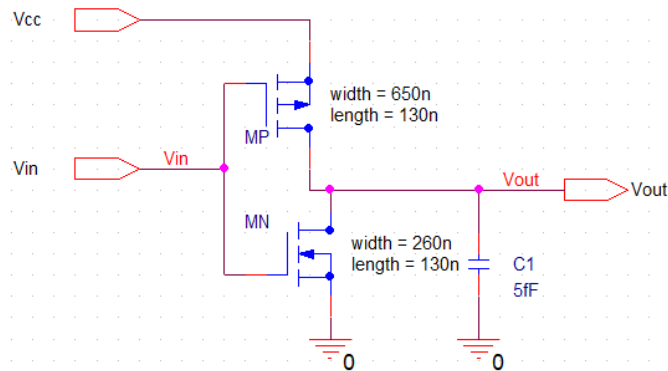 Vcc
width = 650n
length = 130n
MP
Vin
Vin
Vout
Vout
MN
width = 260n
length = 130n
C1
5fF
0
0